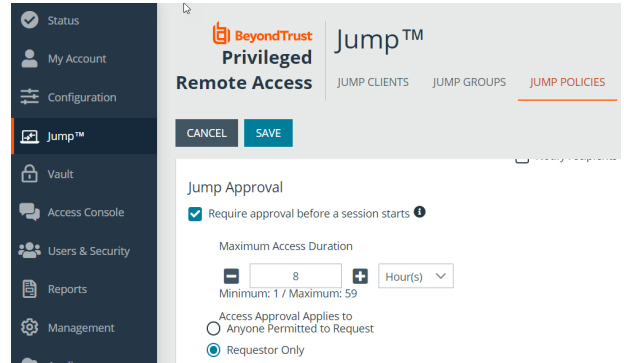 Status
My Account
Configuration
Jump™
Vault
Access Console
Users & Security
Reports
Management
BeyondTrust
Privileged
Remote Access
Jump™
JUMP CLIENTS JUMP GROUPS JUMP POLICIES
CANCEL SAVE
Jump Approval
Require approval before a session starts
Maximum Access Duration
8 Hour(s)
Minimum: 1 / Maximum: 59
Access Approval Applies to
Anyone Permitted to Request
Requestor Only